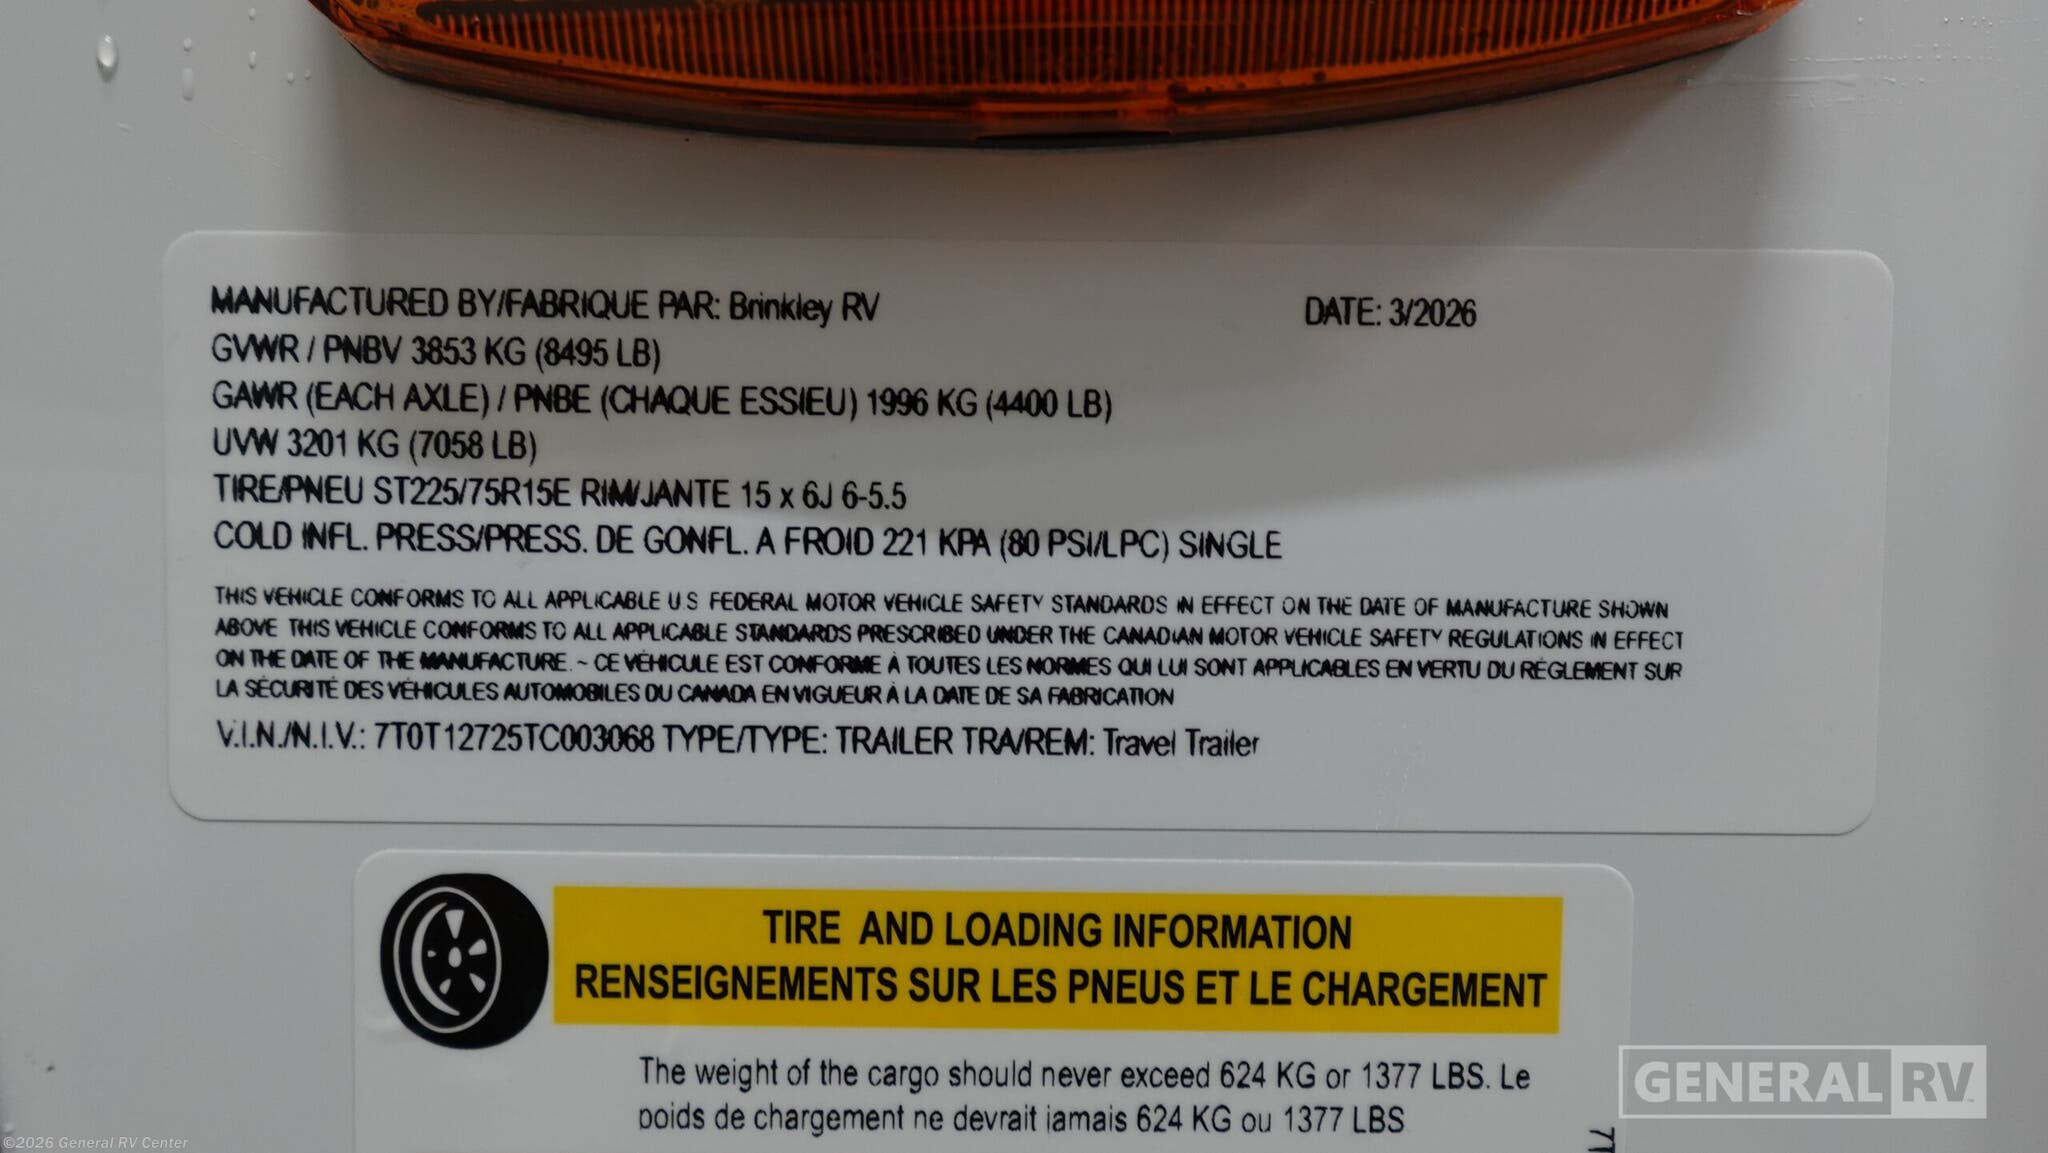 MANUFACTURED BY/FABRIQUE PAR: Brinkley RV DATE: 3/2026
GVWR / PNBV 3853 KG (8495 LB)
GAWR (EACH AXLE) / PNBE (CHAQUE ESSIEU) 1996 KG (4400 LB)
UVW 3201 KG (7058 LB)
TIRE/PNEU ST225/75R15E RIM/JANTE 15 x 6J 6-5.5
COLD INFL. PRESS/PRESS. DE GONFL. A FROID 221 KPA (80 PSI/LPC) SINGLE
THIS VEHICLE CONFORMS TO ALL APPLICABLE U.S FEDERAL MOTOR VEHICLE SAFETY STANDARDS IN EFFECT ON THE DATE OF MANUFACTURE SHOWN
ABOVE THIS VEHICLE CONFORMS TO ALL APPLICABLE STANDARDS PRESCRIBED UNDER THE CANADIAN MOTOR VEHICLE SAFETY REGULATIONS IN EFFECT
ON THE DATE OF THE MANUFACTURE. ~ CE VÉHICULE EST CONFORME À TOUTES LES NORMES QUI LUI SONT APPLICABLES EN VERTU DU RÉGLEMENT SUR
LA SÉCURITÉ DES VÉHICULES AUTOMOBILES DU CANADA EN VIGUEUR À LA DATE DE SA FABRICATION
V.I.N./N.I.V.: 7T0T12725TC003068 TYPE/TYPE: TRAILER TRA/REM: Travel Trailer
TIRE AND LOADING INFORMATION
RENSEIGNEMENTS SUR LES PNEUS ET LE CHARGEMENT
The weight of the cargo should never exceed 624 KG or 1377 LBS. Le
poids de chargement ne devrait jamais 624 KG ou 1377 LBS
GENERAL RV
©2026 General RV Center